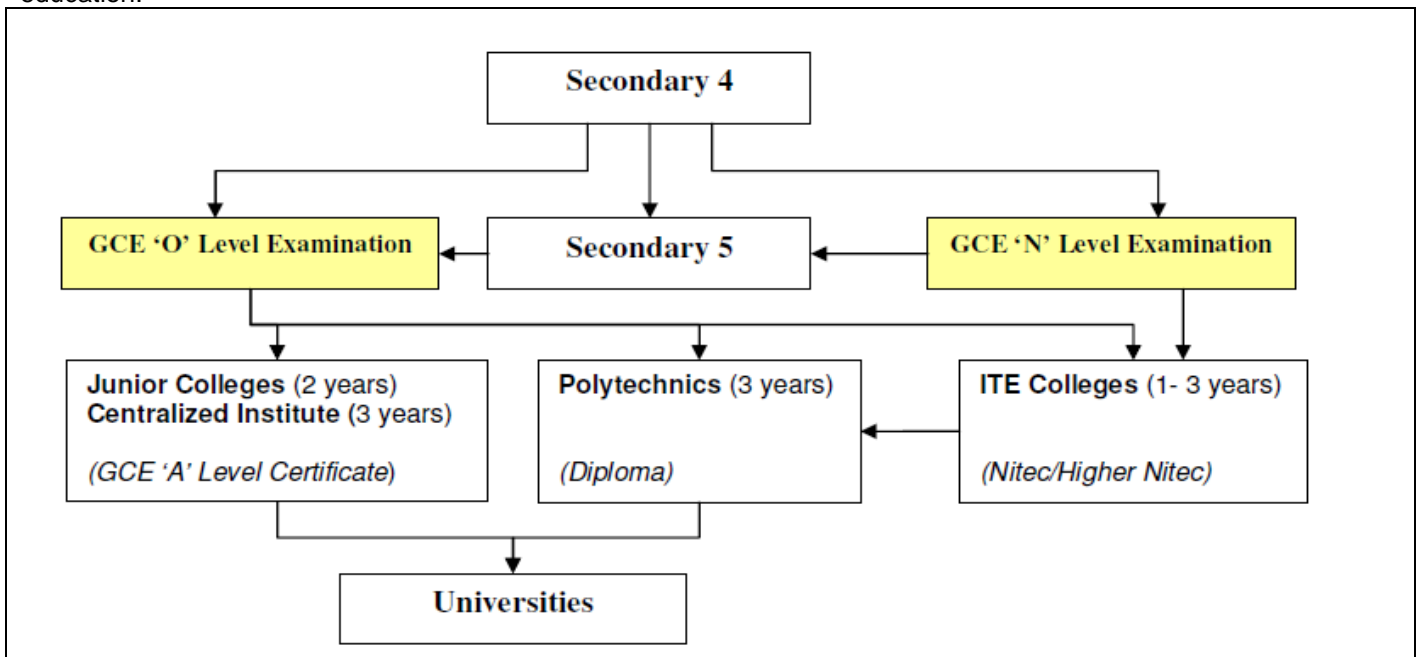 education.
Secondary 4
GCE ‘O’ Level Examination
Secondary 5
GCE ‘N’ Level Examination
Junior Colleges (2 years)
Centralized Institute (3 years)
(GCE ‘A’ Level Certificate)
Polytechnics (3 years)
(Diploma)
ITE Colleges (1- 3 years)
(Nitec/Higher Nitec)
Universities